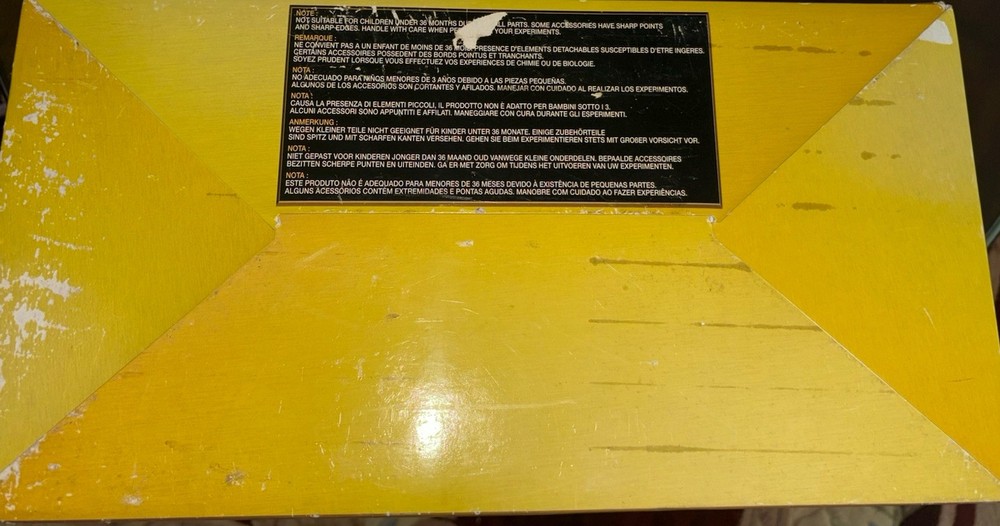 NOTE :
NOT SUITABLE FOR CHILDREN UNDER 36 MONTHS PARTS. SOME ACCESSORIES HAVE SHARP POINTS
AND SHARP EDGES. HANDLE WITH CARE WHEN YOUR EXPERIMENTS.
REMARQUE :
NE CONVIENT PAS A UN ENFANT DE MOINS DE 36 MOIS PRESENCE D'ELEMENTS DETACHABLES SUSCEPTIBLES D'ETRE INGERES.
CERTAINS ACCESSOIRES POSSEDENT DES BORDS POINTUS ET TRANCHANTS.
SOYEZ PRUDENT LORSQUE VOUS EFFECTUEZ VOS EXPERIENCES DE CHIMIE OU DE BIOLOGIE.
NOTA :
NO ADECUADO PARA NIÑOS MENORES DE 3 AÑOS DEBIDO A LAS PIEZAS PEQUEÑAS.
ALGUNOS DE LOS ACCESORIOS SON CORTANTES Y AFILADOS. MANEJAR CON CUIDADO AL REALIZAR LOS EXPERIMENTOS.
NOTA :
CAUSA LA PRESENZA DI ELEMENTI PICCOLI, IL PRODOTTO NON È ADATTO PER BAMBINI SOTTO I 3.
ALCUNI ACCESSORI SONO APPUNTITI E AFFILATI. MANEGGIARE CON CURA DURANTE GLI ESPERIMENTI.
ANMERKUNG :
WEGEN KLEINER TEILE NICHT GEEIGNET FÜR KINDER UNTER 36 MONATE. EINIGE ZUBEHÖRTEILE
SIND SPITZ UND MIT SCHARFEN KANTEN VERSEHEN. GEHEN SIE BEIM EXPERIMENTIEREN STETS MIT GROßER VORSICHT VOR.
NOTA :
NIET GEPAST VOOR KINDEREN JONGER DAN 36 MAAND OUD VANWEGE KLEINE ONDERDELEN. BEPAALDE ACCESSOIRES
BEZITTEN SCHERPE PUNTEN EN UITEINDEN. GA ER MET ZORG OM TIJDENS HET UITVOEREN VAN UW EXPERIMENTEN.
NOTA :
ESTE PRODUTO NÃO É ADEQUADO PARA MENORES DE 36 MESES DEVIDO À EXISTÊNCIA DE PEQUENAS PARTES.
ALGUNS ACESSÓRIOS CONTÉM EXTREMIDADES E PONTAS AGUDAS. MANOBRE COM CUIDADO AO FAZER EXPERIÊNCIAS.